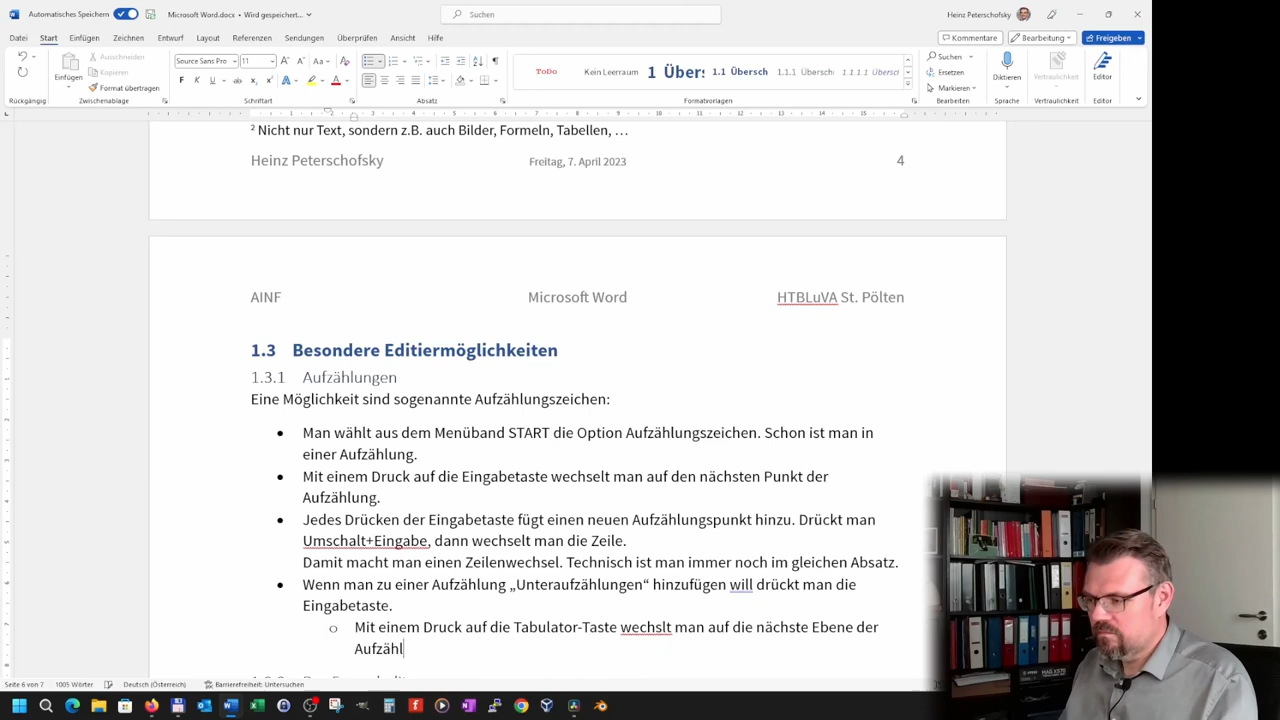 Automatisches Speichern
Microsoft Word.docx • Wird gespeichert...
Suchen
Heinz Peterschofsky
Datei Start Einfügen Zeichnen Entwurf Layout Referenzen Sendungen Überprüfen Ansicht Hilfe
Kommentare Bearbeitung Freigeben
Einfügen
Ausschneiden
Kopieren
Format übertragen
Source Sans Pro 11
ToDo Kein Leerraum 1 Übers 1.1 Übersch 1.1.1 Übersch 1.1.1.1 Übersch
Suchen
Ersetzen
Markieren
Diktieren
Vertraulichkeit
Editor
Rückgängig Zwischenablage Schriftart Absatz Formatvorlagen Bearbeiten Sprache Vertraulichkeit Editor
² Nicht nur Text, sondern z.B. auch Bilder, Formeln, Tabellen, …
Heinz Peterschofsky Freitag, 7. April 2023 4
AINF Microsoft Word HTBLuVA St. Pölten
1.3 Besondere Editiermöglichkeiten
1.3.1 Aufzählungen
Eine Möglichkeit sind sogenannte Aufzählungszeichen:
• Man wählt aus dem Menüband START die Option Aufzählungszeichen. Schon ist man in
einer Aufzählung.
• Mit einem Druck auf die Eingabetaste wechselt man auf den nächsten Punkt der
Aufzählung.
• Jedes Drücken der Eingabetaste fügt einen neuen Aufzählungspunkt hinzu. Drückt man
Umschalt+Eingabe, dann wechselt man die Zeile.
Damit macht man einen Zeilenwechsel. Technisch ist man immer noch im gleichen Absatz.
• Wenn man zu einer Aufzählung „Unteraufzählungen“ hinzufügen will drückt man die
Eingabetaste.
o Mit einem Druck auf die Tabulator-Taste wechslt man auf die nächste Ebene der
Aufzähl
Seite 6 von 7 1005 Wörter Deutsch (Österreich) Barrierefreiheit: Untersuchen